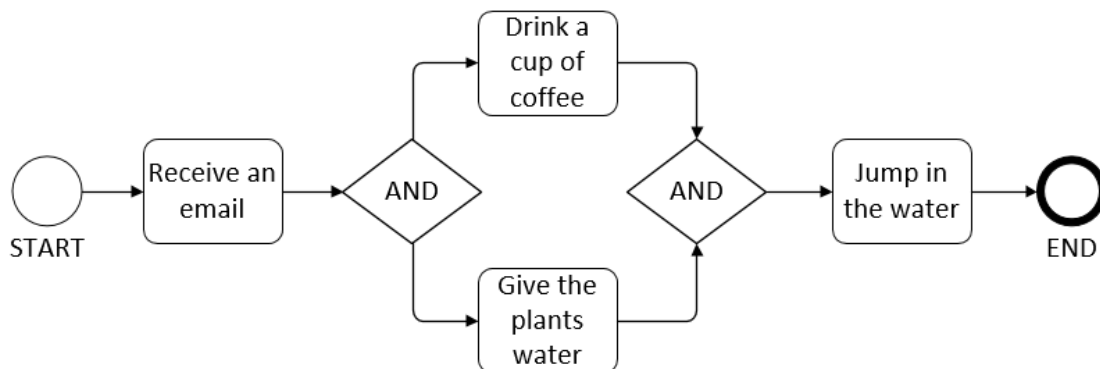 START
Receive an
email
AND
Drink a
cup of
coffee
Give the
plants
water
AND
Jump in
the water
END